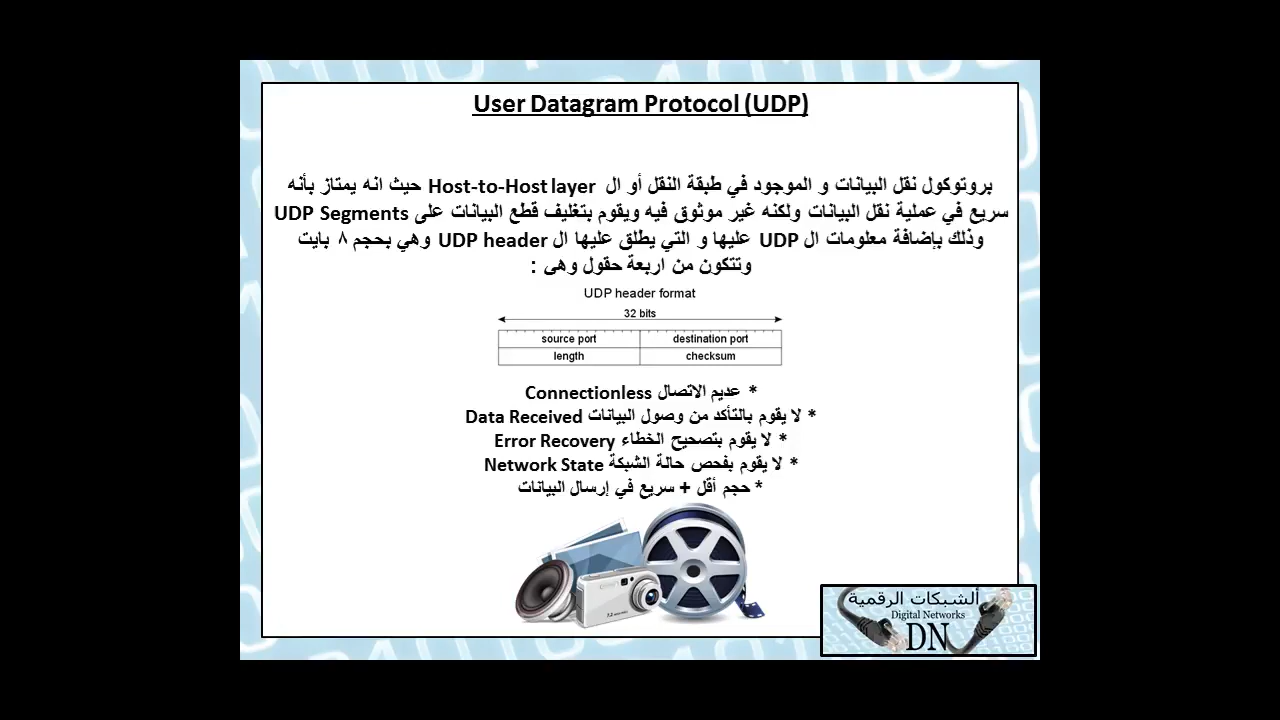 User Datagram Protocol (UDP)
بروتوكول نقل البيانات و الموجود في طبقة النقل أو ال Host-to-Host layer حيث انه يمتاز بأنه
سريع في عملية نقل البيانات ولكنه غير موثوق فيه ويقوم بتغليف قطع البيانات على UDP Segments
وذلك بإضافة معلومات ال UDP عليها و التي يطلق عليها ال UDP header وهي بحجم ٨ بايت
وتتكون من اربعة حقول وهى :
UDP header format
32 bits
source port destination port
length checksum
* عديم الاتصال Connectionless
* لا يقوم بالتأكد من وصول البيانات Data Received
* لا يقوم بتصحيح الخطاء Error Recovery
* لا يقوم بفحص حالة الشبكة Network State
* حجم أقل + سريع في إرسال البيانات
ألشبكات الرقمية
Digital Networks
DN